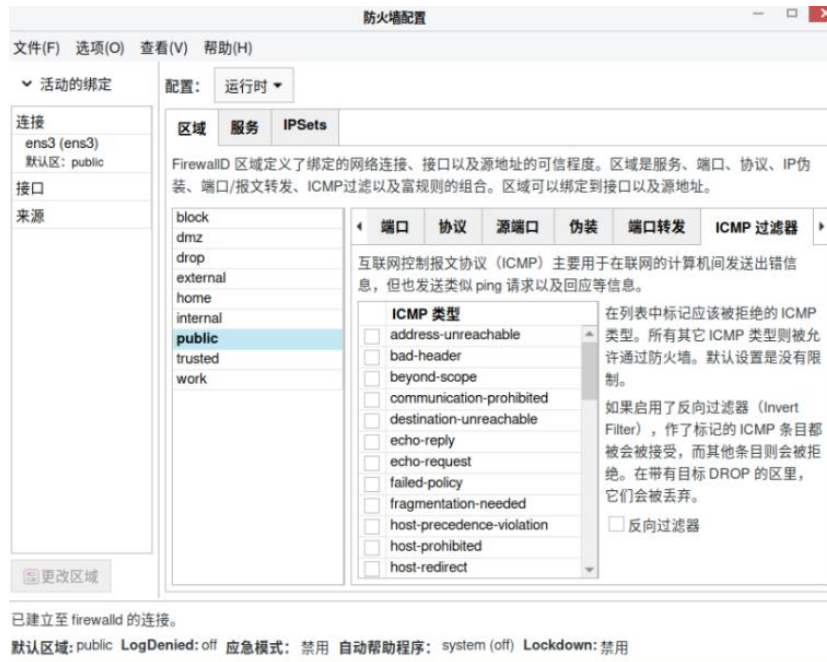 防火墙配置
文件(F) 选项(O) 查看(V) 帮助(H)
活动的绑定
配置： 运行时
连接
ens3 (ens3)
默认区：public
接口
来源
更改区域
区域 服务 IPSets
FirewallD 区域定义了绑定的网络连接、接口以及源地址的可信程度。区域是服务、端口、协议、IP伪
装、端口/报文转发、ICMP过滤以及富规则的组合。区域可以绑定到接口以及源地址。
block
dmz
drop
external
home
internal
public
trusted
work
端口 协议 源端口 伪装 端口转发 ICMP 过滤器
互联网控制报文协议（ICMP）主要用于在联网的计算机间发送出错信
息，但也发送类似 ping 请求以及回应等信息。
ICMP 类型
address-unreachable
bad-header
beyond-scope
communication-prohibited
destination-unreachable
echo-reply
echo-request
failed-policy
fragmentation-needed
host-precedence-violation
host-prohibited
host-redirect
在列表中标记应该被拒绝的 ICMP
类型。所有其它 ICMP 类型则被允
许通过防火墙。默认设置是没有限
制。
如果启用了反向过滤器（Invert
Filter），作了标记的 ICMP 条目都
被会被接受，而其他条目则会被拒
绝。在带有目标 DROP 的区里，
它们会被丢弃。
反向过滤器
已建立至 firewalld 的连接。
默认区域: public LogDenied: off 应急模式： 禁用 自动帮助程序： system (off) Lockdown: 禁用